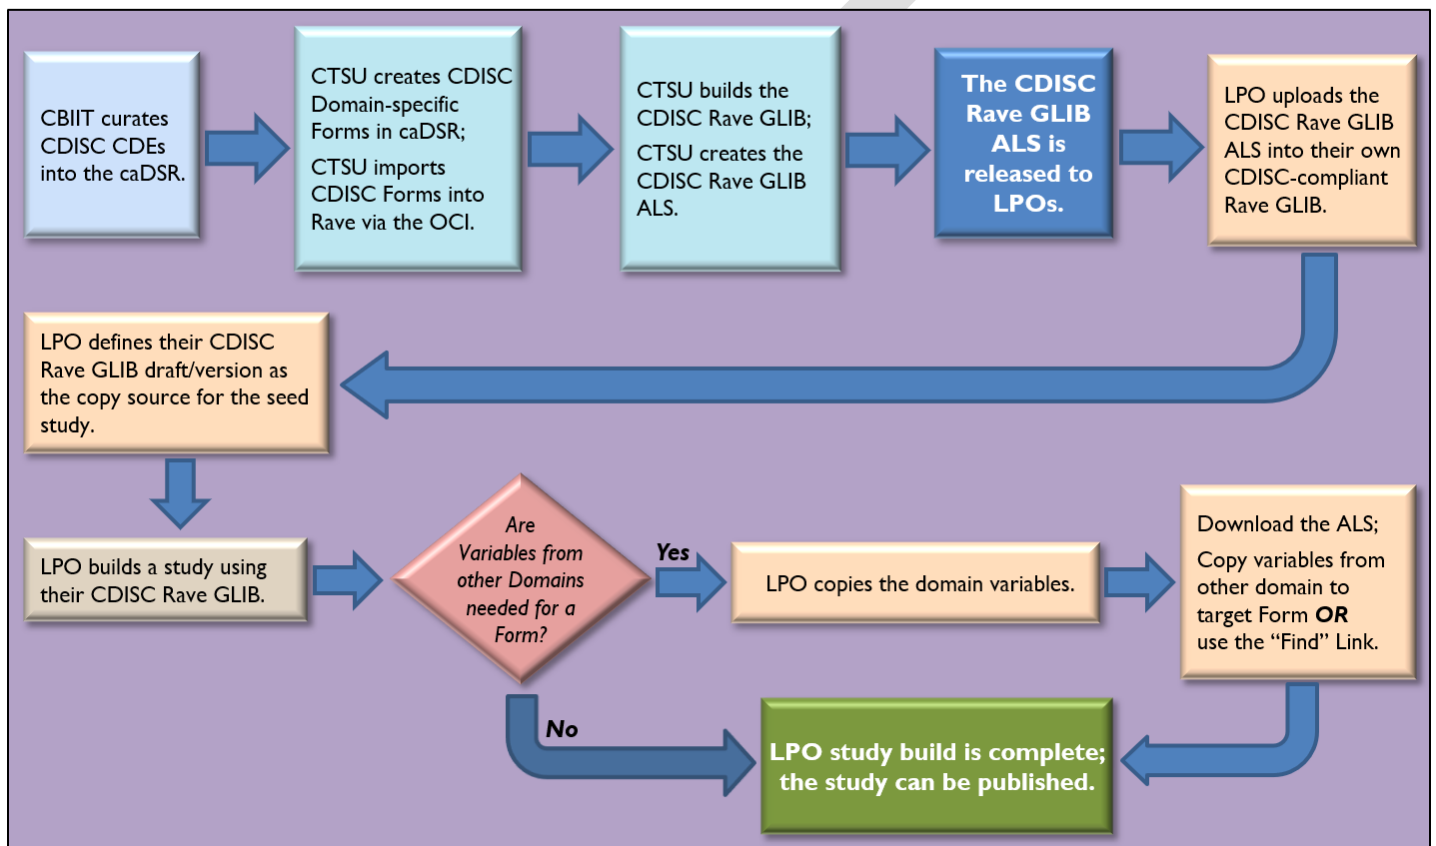 CBIIT curates
CDISC CDEs
into the caDSR.
CTSU creates CDISC
Domain-specific
Forms in caDSR;
CTSU imports
CDISC Forms into
Rave via the OCI.
CTSU builds the
CDISC Rave GLIB;
CTSU creates the
CDISC Rave GLIB
ALS.
The CDISC
Rave GLIB
ALS is
released to
LPOs.
LPO uploads the
CDISC Rave GLIB
ALS into their own
CDISC-compliant
Rave GLIB.
LPO defines their CDISC
Rave GLIB draft/version as
the copy source for the seed
study.
LPO builds a study using
their CDISC Rave GLIB.
Are
Variables from
other Domains
needed for a
Form?
Yes
LPO copies the domain variables.
Download the ALS;
Copy variables from
other domain to
target Form OR
use the “Find” Link.
No
LPO study build is complete;
the study can be published.